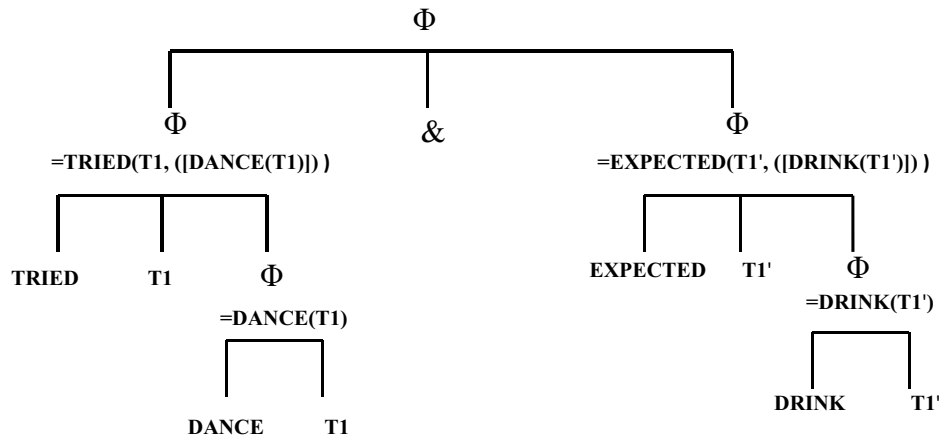 Φ
Φ & Φ
=TRIED(T1, ([DANCE(T1)]) ) =EXPECTED(T1', ([DRINK(T1')]) )
TRIED T1 Φ EXPECTED T1' Φ
=DANCE(T1) =DRINK(T1')
DANCE T1 DRINK T1'